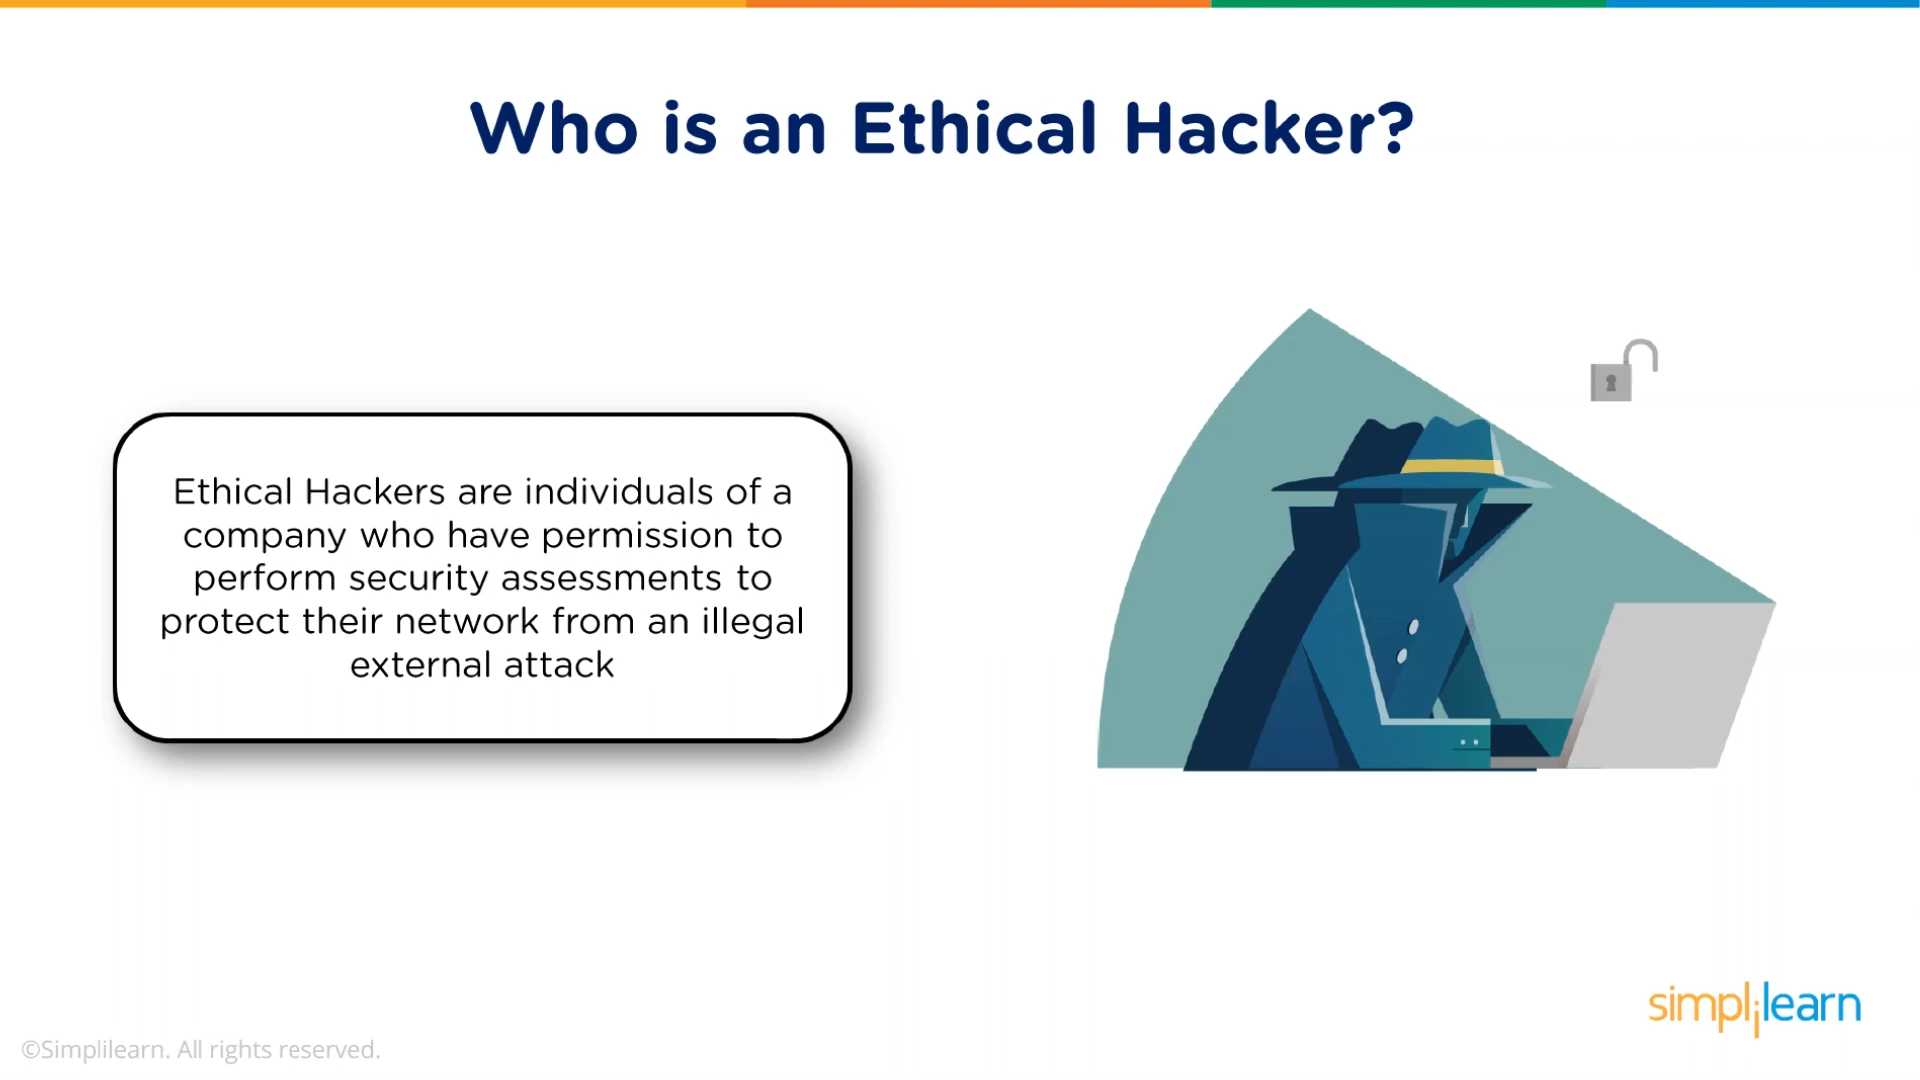 Who is an Ethical Hacker?
Ethical Hackers are individuals of a
company who have permission to
perform security assessments to
protect their network from an illegal
external attack
simplilearn
©Simplilearn. All rights reserved.